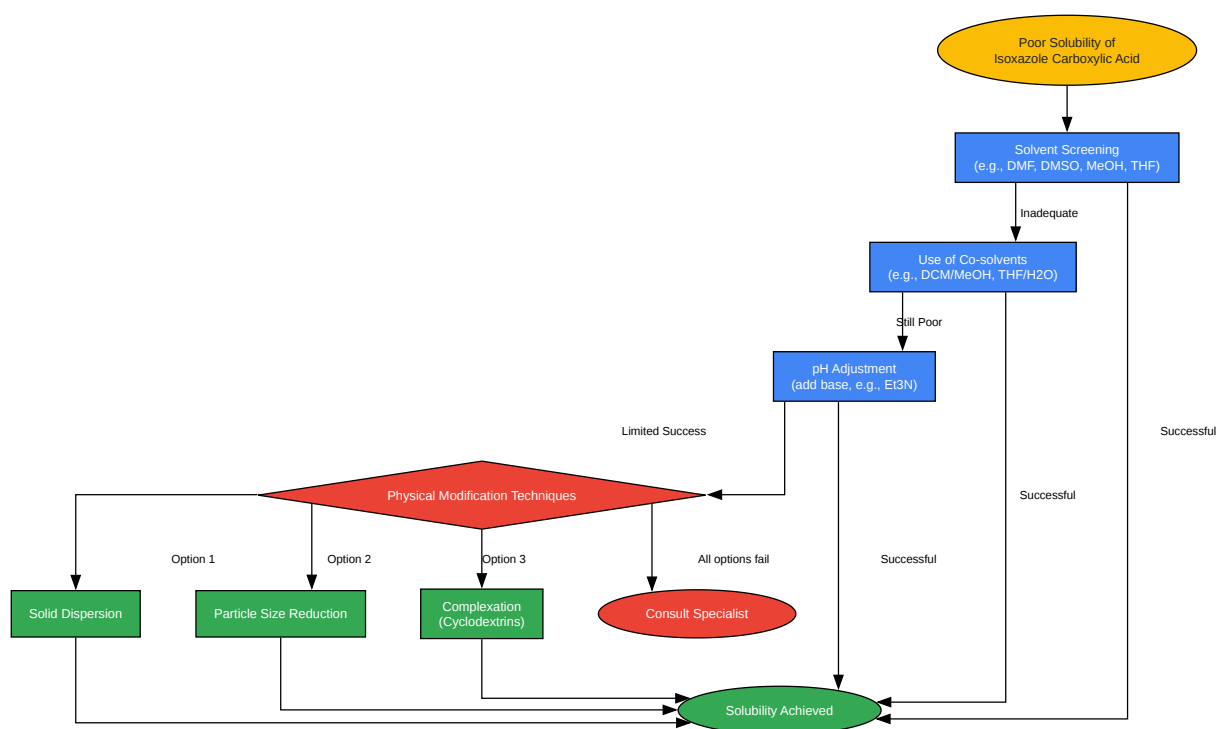 Poor Solubility of
Isoxazole Carboxylic Acid
Solvent Screening
(e.g., DMF, DMSO, MeOH, THF)
Inadequate
Use of Co-solvents
(e.g., DCM/MeOH, THF/H2O)
Still Poor
pH Adjustment
(add base, e.g., Et3N)
Limited Success
Successful
Physical Modification Techniques
Successful
Option 1
Option 2
Option 3
All options fail
Successful
Solid Dispersion
Particle Size Reduction
Complexation
(Cyclodextrins)
Consult Specialist
Solubility Achieved